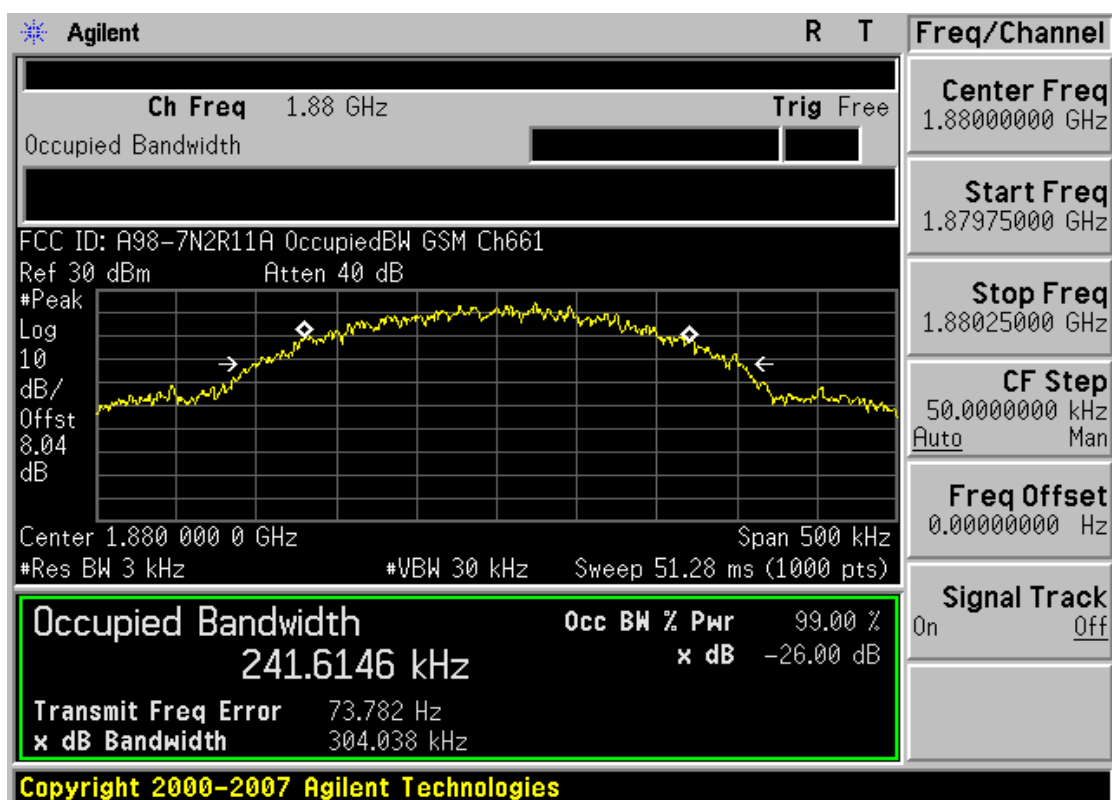 Agilent R T
Ch Freq 1.88 GHz Trig Free
Occupied Bandwidth
FCC ID: A98-7N2R11A OccupiedBW GSM Ch661
Ref 30 dBm Atten 40 dB
#Peak
Log
10
dB/
Offst
8.04
dB
Center 1.880 000 0 GHz Span 500 kHz
#Res BW 3 kHz #VBW 30 kHz Sweep 51.28 ms (1000 pts)
Occupied Bandwidth Occ BW % Pwr 99.00 %
241.6146 kHz x dB -26.00 dB
Transmit Freq Error 73.782 Hz
x dB Bandwidth 304.038 kHz
Copyright 2000-2007 Agilent Technologies
Freq/Channel
Center Freq
1.88000000 GHz
Start Freq
1.87975000 GHz
Stop Freq
1.88025000 GHz
CF Step
50.0000000 kHz
Auto Man
Freq Offset
0.00000000 Hz
Signal Track
On Off